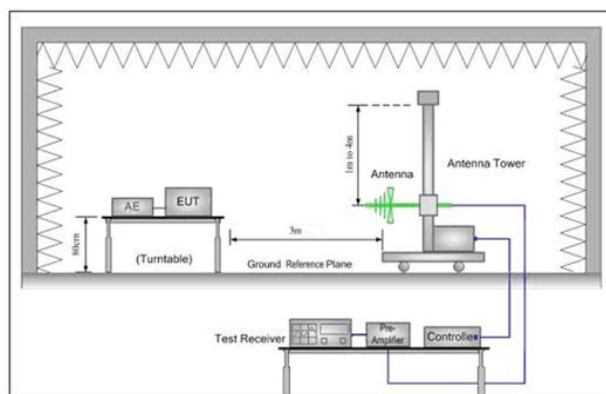 1m to 4m
Antenna
Antenna Tower
AE
EUT
80cm
(Turntable)
3m
Ground Reference Plane
Test Receiver
Pre-
Amplifier
Controller